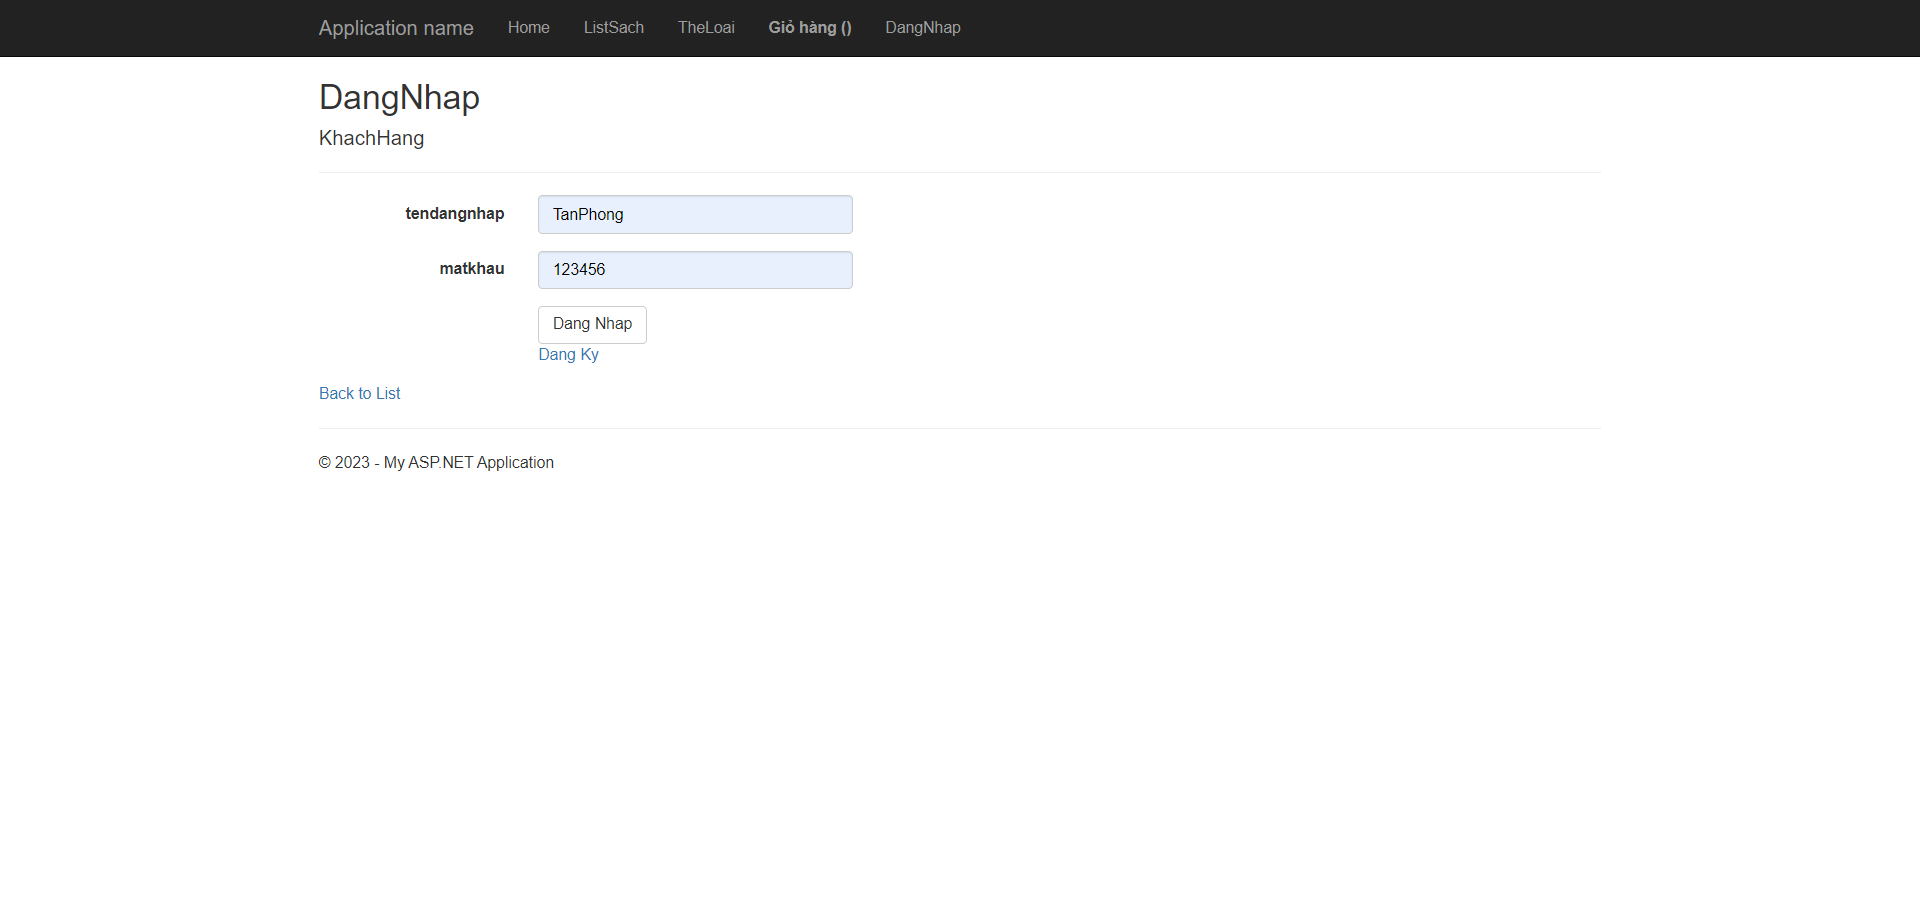 Application name Home ListSach TheLoai Giỏ hàng () DangNhap
DangNhap
KhachHang
tendangnhap TanPhong
matkhau 123456
Dang Nhap
Dang Ky
Back to List
© 2023 - My ASP.NET Application